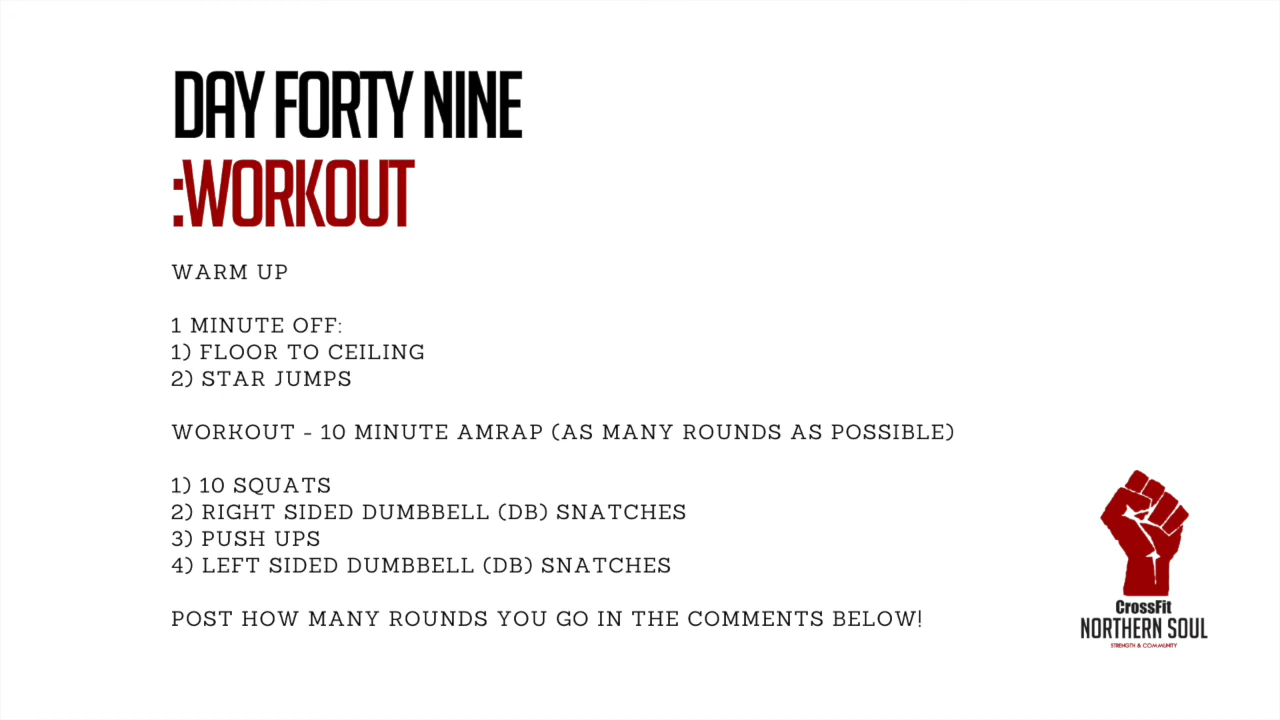 DAY FORTY NINE
:WORKOUT
WARM UP
1 MINUTE OFF:
1) FLOOR TO CEILING
2) STAR JUMPS
WORKOUT - 10 MINUTE AMRAP (AS MANY ROUNDS AS POSSIBLE)
1) 10 SQUATS
2) RIGHT SIDED DUMBBELL (DB) SNATCHES
3) PUSH UPS
4) LEFT SIDED DUMBBELL (DB) SNATCHES
POST HOW MANY ROUNDS YOU GO IN THE COMMENTS BELOW!
CrossFit
NORTHERN SOUL
STRENGTH & COMMUNITY